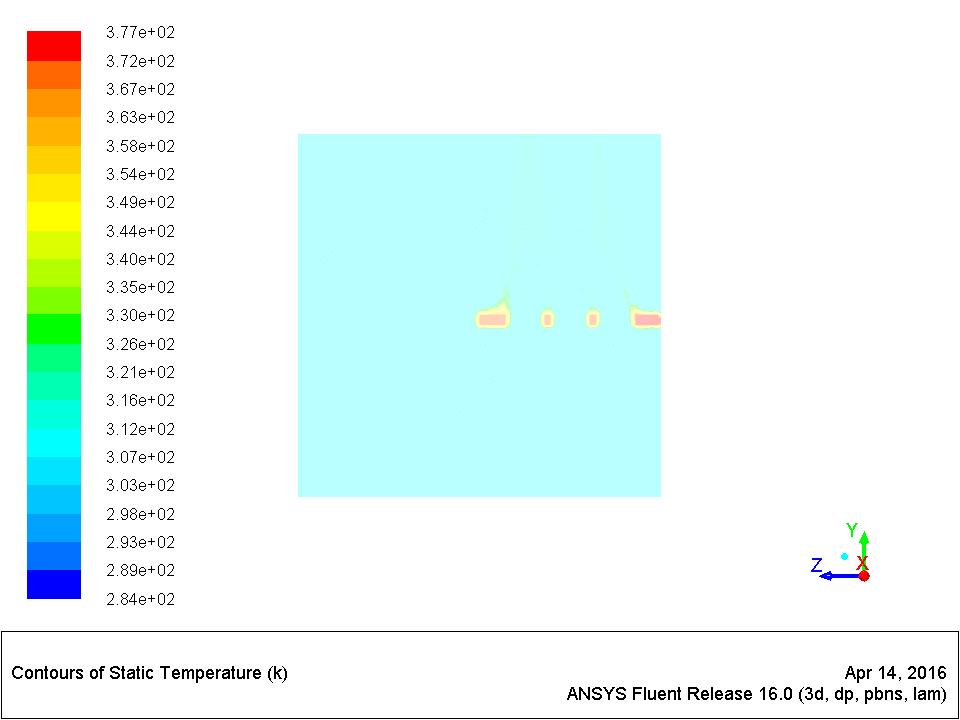 3.77e+02
3.72e+02
3.67e+02
3.63e+02
3.58e+02
3.54e+02
3.49e+02
3.44e+02
3.40e+02
3.35e+02
3.30e+02
3.26e+02
3.21e+02
3.16e+02
3.12e+02
3.07e+02
3.03e+02
2.98e+02
2.93e+02
2.89e+02
2.84e+02
Y
Z
X
Contours of Static Temperature (k)
Apr 14, 2016
ANSYS Fluent Release 16.0 (3d, dp, pbns, lam)